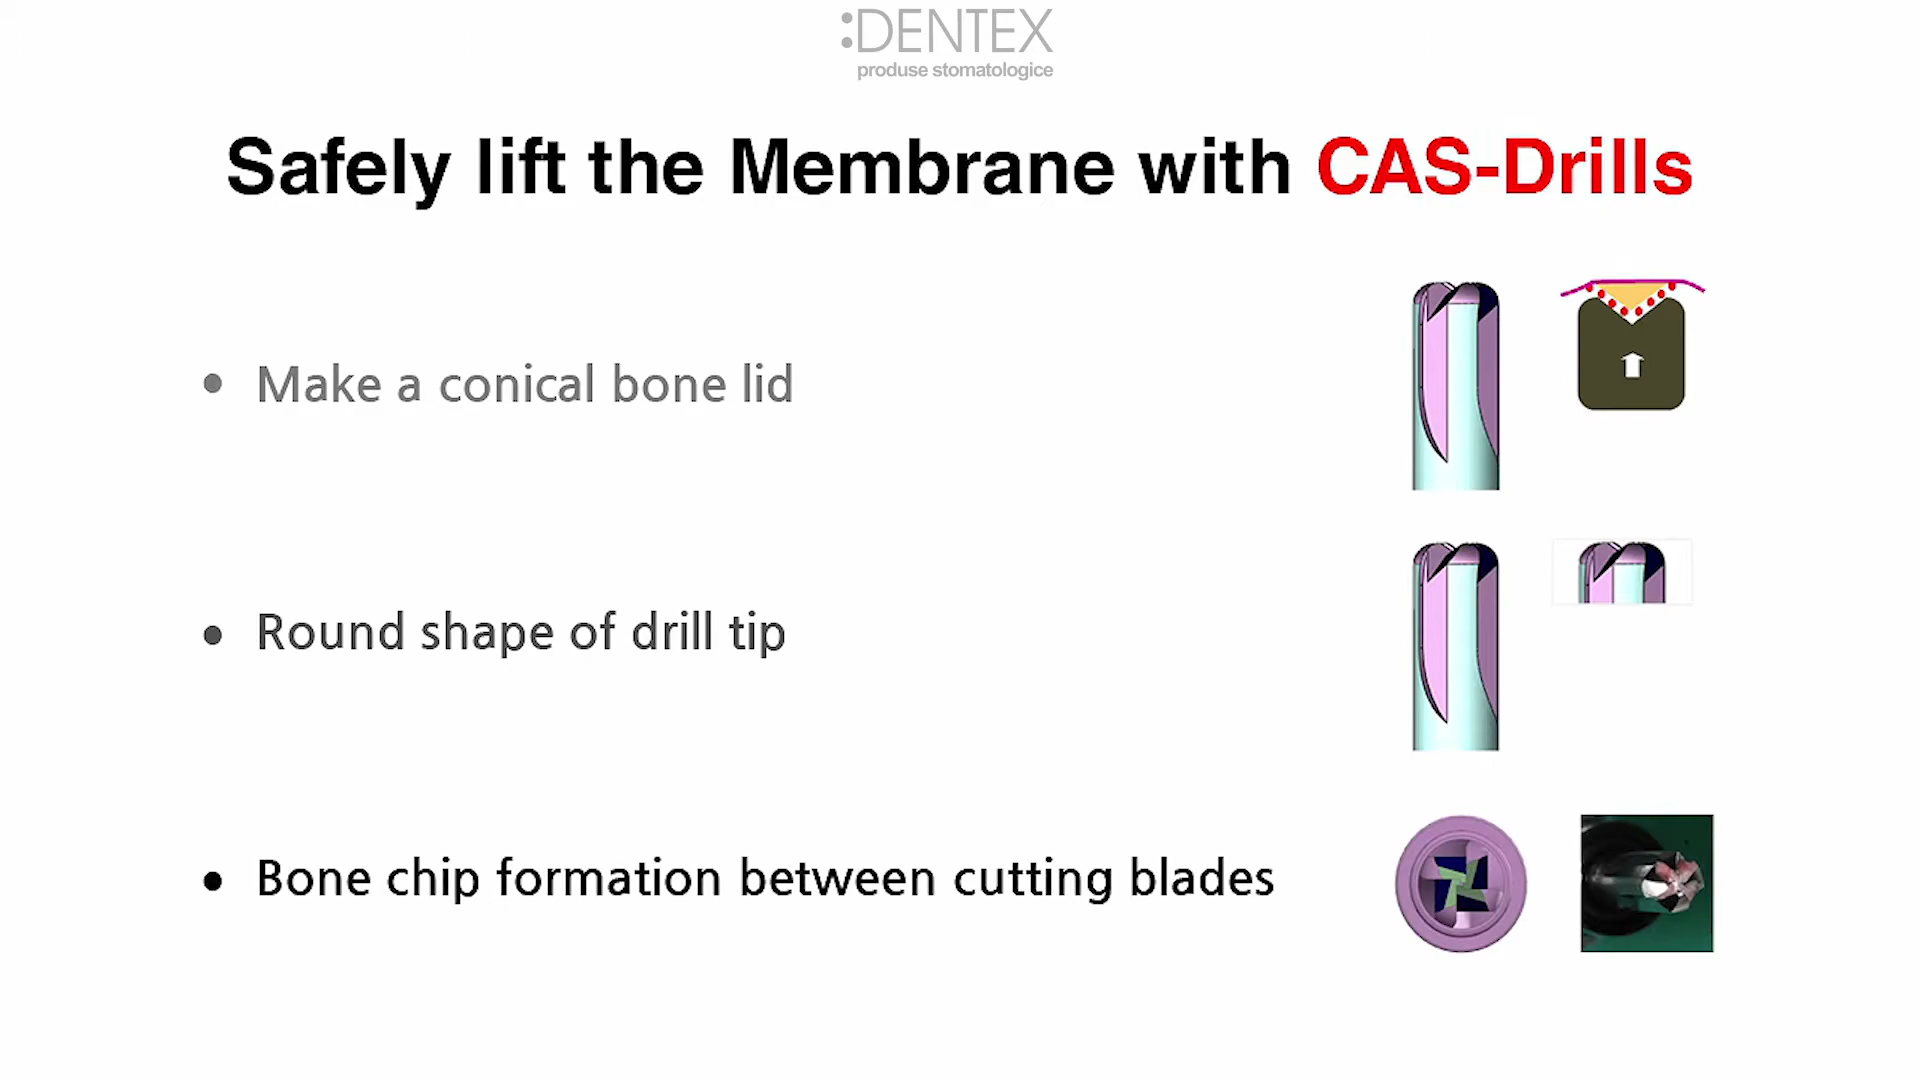 :DENTEX
produse stomatologice
Safely lift the Membrane with CAS-Drills
• Make a conical bone lid
• Round shape of drill tip
• Bone chip formation between cutting blades